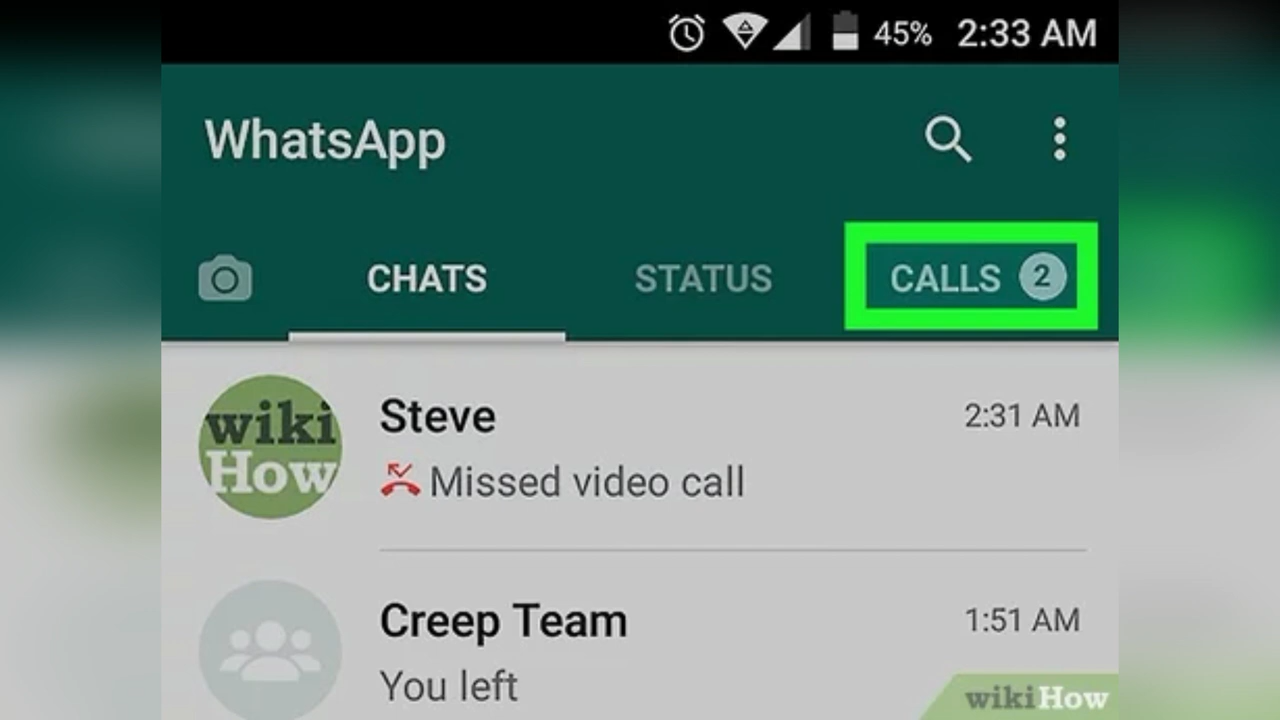 45% 2:33 AM
WhatsApp
CHATS STATUS CALLS 2
wiki
How
Steve 2:31 AM
Missed video call
Creep Team 1:51 AM
You left
wikiHow